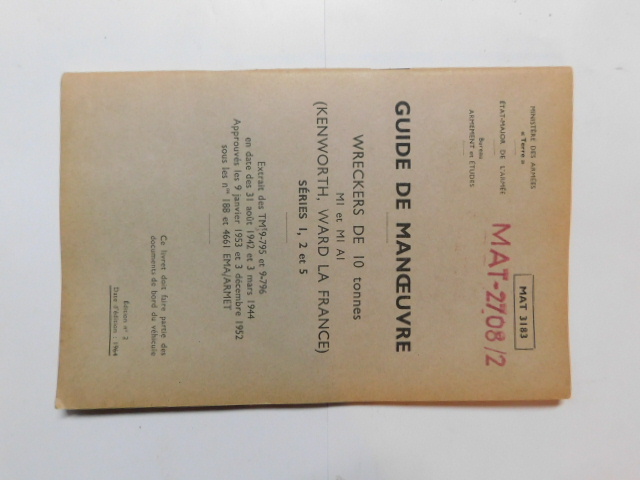 MINISTÈRE DES ARMÉES
« Terre »
ÉTAT-MAJOR DE L'ARMÉE
Bureau
ARMEMENT et ÉTUDES
MAT 3183
MAT-2708/2
GUIDE DE MANŒUVRE
WRECKERS DE 10 tonnes
M1 et M1 A1
(KENWORTH, WARD LA FRANCE)
SÉRIES 1, 2 et 5
Extrait des TM 9-795 et 9-796
en date des 31 août 1942 et 3 mars 1944
Approuvés les 9 janvier 1953 et 3 décembre 1952
sous les nos 188 et 4661 EMA/ARMET
Ce livret doit faire partie des
documents de bord du véhicule
Édition n° 2
Date d'édition : 1964